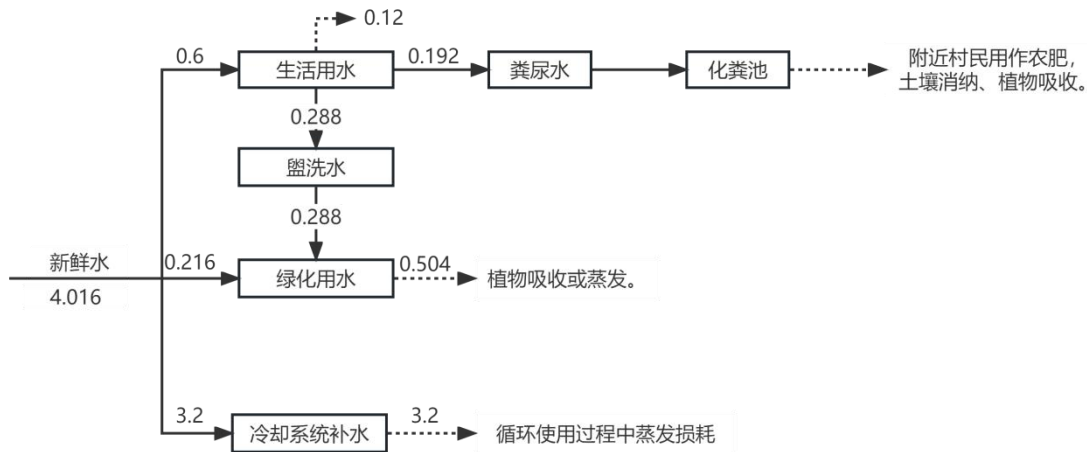 0.12
0.6
生活用水
0.192
粪尿水
化粪池
附近村民用作农肥，
土壤消纳、植物吸收。
0.288
盥洗水
0.288
新鲜水
4.016
0.216
绿化用水
0.504
植物吸收或蒸发。
3.2
冷却系统补水
3.2
循环使用过程中蒸发损耗